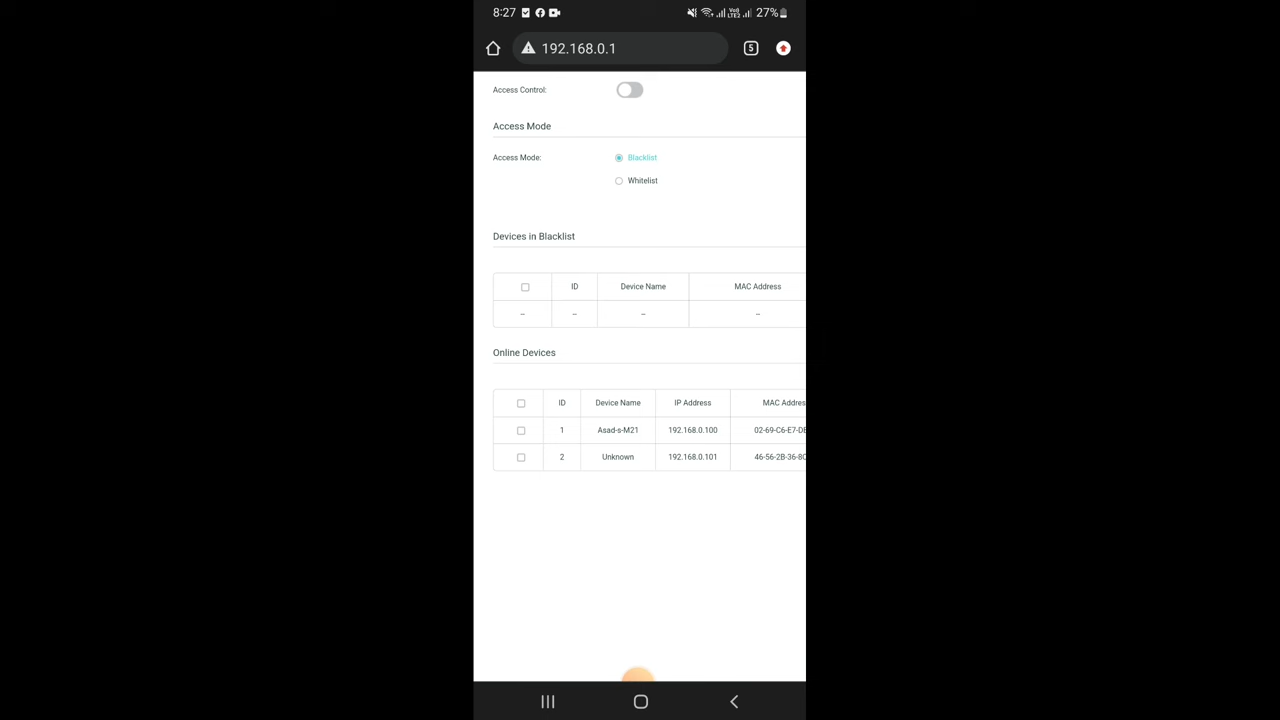 8:27 Vo) LTE2 27%
192.168.0.1 5
Access Control:
Access Mode
Access Mode: Blacklist
Whitelist
Devices in Blacklist
ID Device Name MAC Address
-- -- -- --
Online Devices
ID Device Name IP Address MAC Addres
1 Asad-s-M21 192.168.0.100 02-69-C6-E7-DE
2 Unknown 192.168.0.101 46-56-2B-36-8C